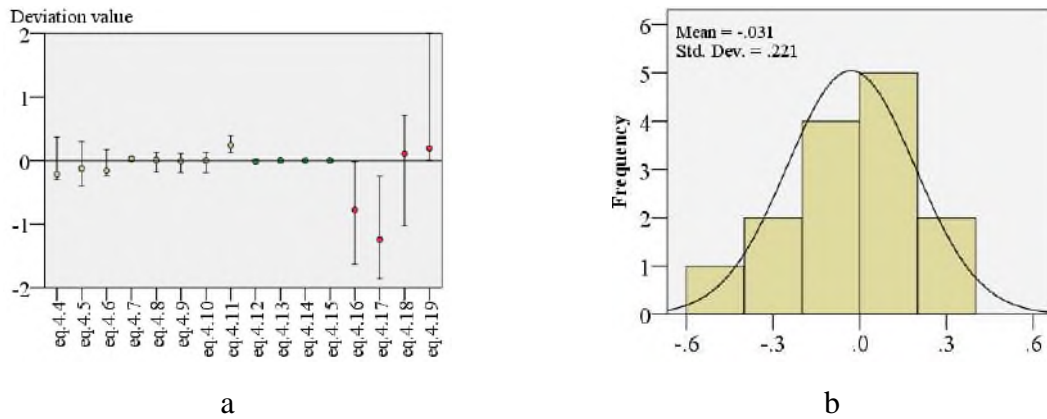 Deviation value
2
1
0
-1
-2
eq.4.4
eq.4.5
eq.4.6
eq.4.7
eq.4.8
eq.4.9
eq.4.10
eq.4.11
eq.4.12
eq.4.13
eq.4.14
eq.4.15
eq.4.16
eq.4.17
eq.4.18
eq.4.19
a
Mean = -.031
Std. Dev. = .221
Frequency
6
5
4
3
2
1
0
-.6
-.3
.0
.3
.6
b